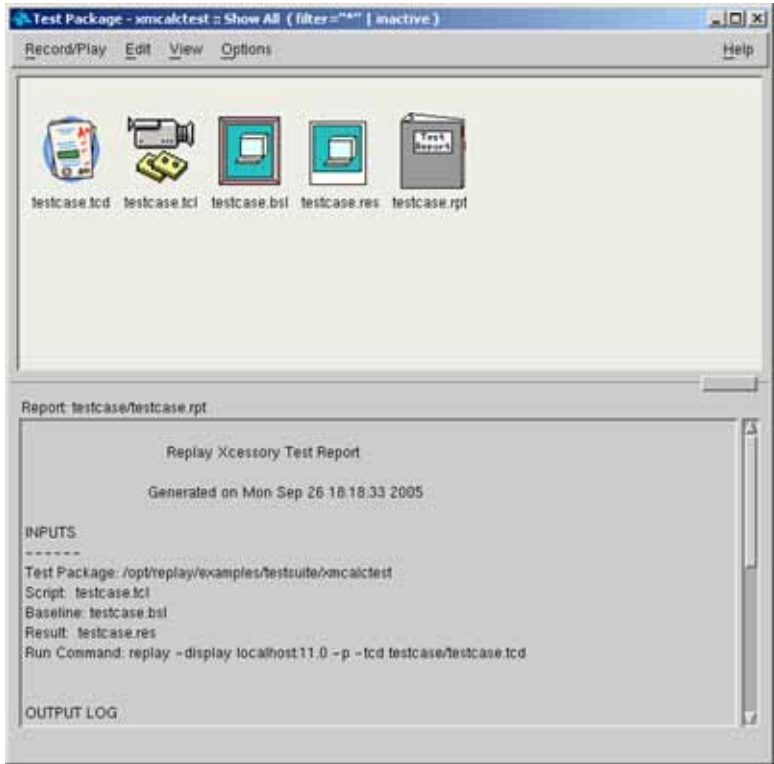 Test Package - xmcalctest :: Show All ( filter="*" | inactive )
Record/Play Edit View Options Help
Test
Report
testcase.tcd testcase.tcl testcase.bsl testcase.res testcase.rpt
Report: testcase/testcase.rpt
Replay Xcessory Test Report
Generated on Mon Sep 26 18:18:33 2005
INPUTS
------
Test Package: /opt/replay/examples/testsuite/xmcalctest
Script: testcase.tcl
Baseline: testcase.bsl
Result: testcase.res
Run Command: replay -display localhost:11.0 -p -tcd testcase/testcase.tcd
OUTPUT LOG